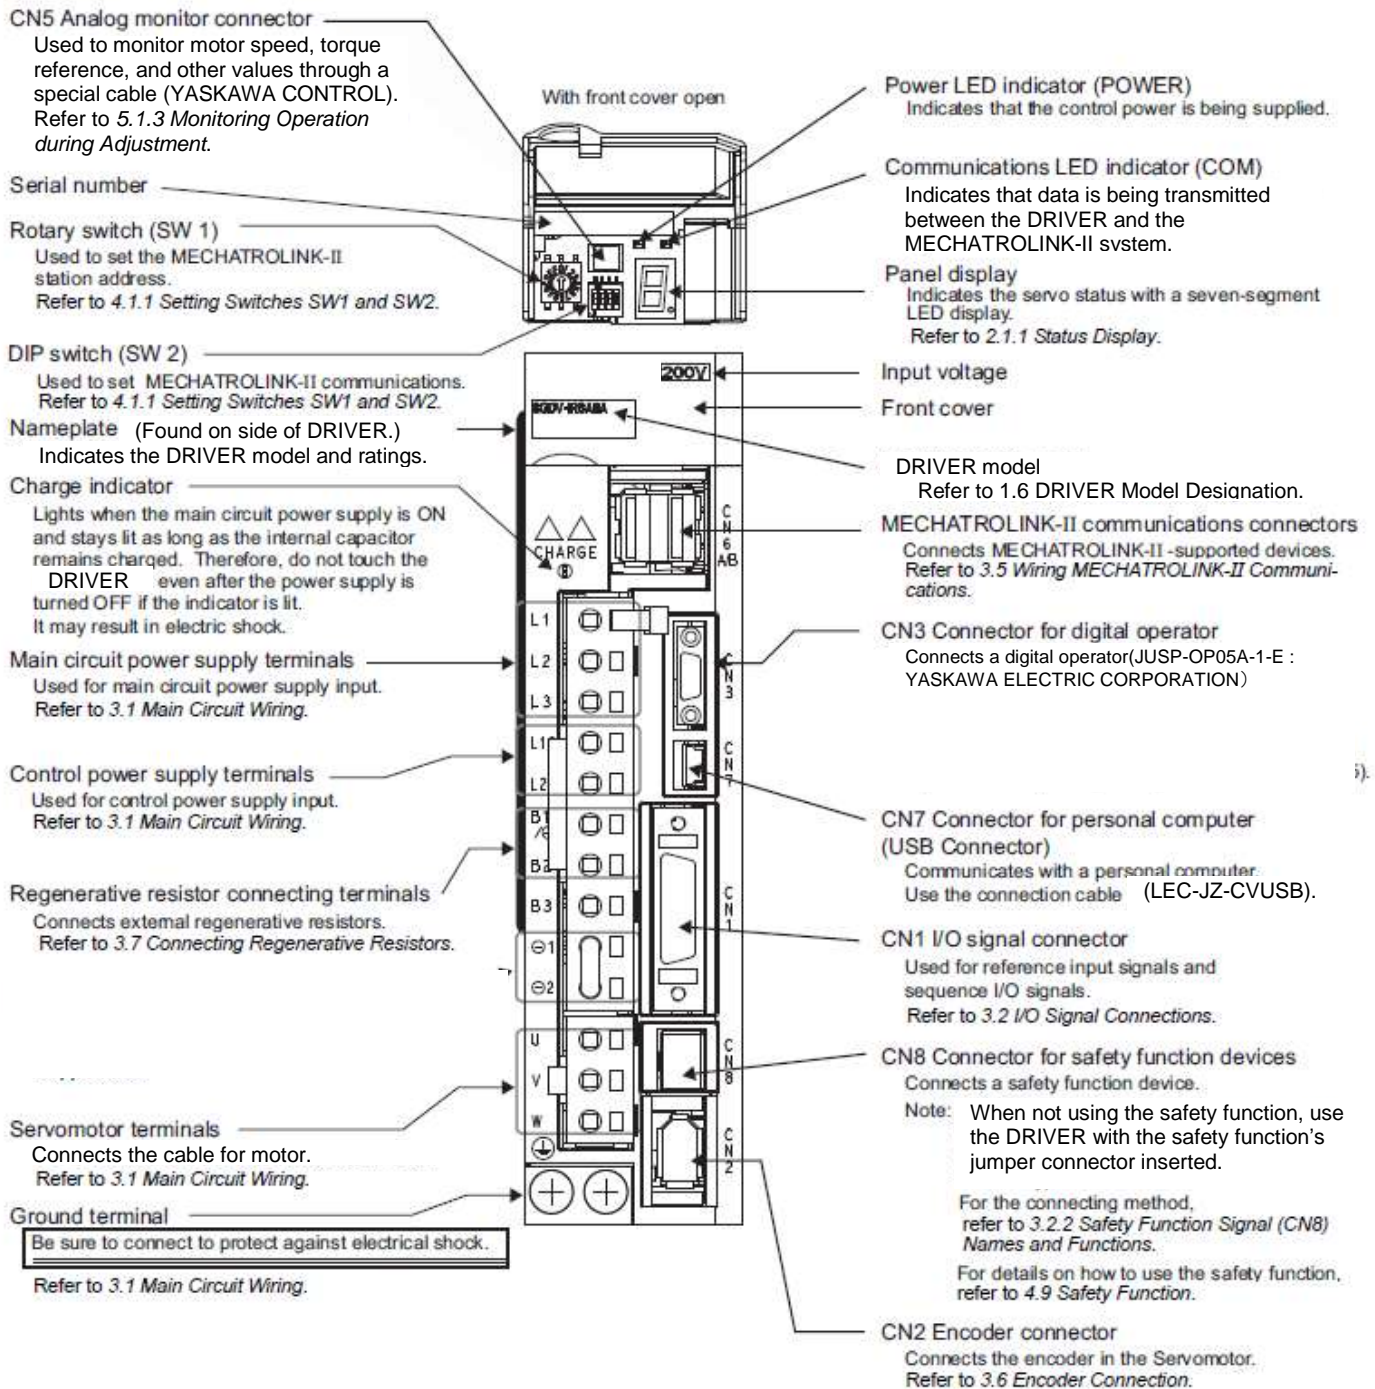 CN5 Analog monitor connector
Used to monitor motor speed, torque
reference, and other values through a
special cable (YASKAWA CONTROL).
Refer to 5.1.3 Monitoring Operation
during Adjustment.
Serial number
Rotary switch (SW 1)
Used to set the MECHATROLINK-II
station address.
Refer to 4.1.1 Setting Switches SW1 and SW2.
DIP switch (SW 2)
Used to set MECHATROLINK-II communications.
Refer to 4.1.1 Setting Switches SW1 and SW2.
Nameplate (Found on side of DRIVER.)
Indicates the DRIVER model and ratings.
Charge indicator
Lights when the main circuit power supply is ON
and stays lit as long as the internal capacitor
remains charged. Therefore, do not touch the
DRIVER even after the power supply is
turned OFF if the indicator is lit.
It may result in electric shock.
Main circuit power supply terminals
Used for main circuit power supply input.
Refer to 3.1 Main Circuit Wiring.
Control power supply terminals
Used for control power supply input.
Refer to 3.1 Main Circuit Wiring.
Regenerative resistor connecting terminals
Connects external regenerative resistors.
Refer to 3.7 Connecting Regenerative Resistors.
Servomotor terminals
Connects the cable for motor.
Refer to 3.1 Main Circuit Wiring.
Ground terminal
Be sure to connect to protect against electrical shock.
Refer to 3.1 Main Circuit Wiring.
With front cover open
200V
CHARGE
L1
L2
L3
L1
L2
B1
B2
B3
⊖1
⊖2
U
V
W
CN6
A/B
CN3
CN7
CN1
CN8
CN2
Power LED indicator (POWER)
Indicates that the control power is being supplied.
Communications LED indicator (COM)
Indicates that data is being transmitted
between the DRIVER and the
MECHATROLINK-II system.
Panel display
Indicates the servo status with a seven-segment
LED display.
Refer to 2.1.1 Status Display.
Input voltage
Front cover
DRIVER model
Refer to 1.6 DRIVER Model Designation.
MECHATROLINK-II communications connectors
Connects MECHATROLINK-II -supported devices.
Refer to 3.5 Wiring MECHATROLINK-II Communi-
cations.
CN3 Connector for digital operator
Connects a digital operator(JUSP-OP05A-1-E :
YASKAWA ELECTRIC CORPORATION）
).
CN7 Connector for personal computer
(USB Connector)
Communicates with a personal computer.
Use the connection cable (LEC-JZ-CVUSB).
CN1 I/O signal connector
Used for reference input signals and
sequence I/O signals.
Refer to 3.2 I/O Signal Connections.
CN8 Connector for safety function devices
Connects a safety function device.
Note: When not using the safety function, use
the DRIVER with the safety function’s
jumper connector inserted.
For the connecting method,
refer to 3.2.2 Safety Function Signal (CN8)
Names and Functions.
For details on how to use the safety function,
refer to 4.9 Safety Function.
CN2 Encoder connector
Connects the encoder in the Servomotor.
Refer to 3.6 Encoder Connection.